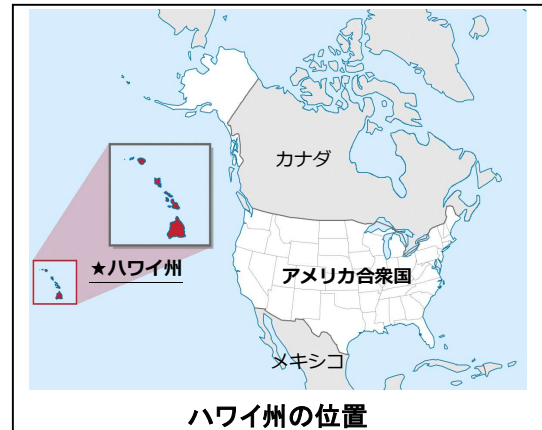 カナダ
★ハワイ州
アメリカ合衆国
メキシコ
ハワイ州の位置